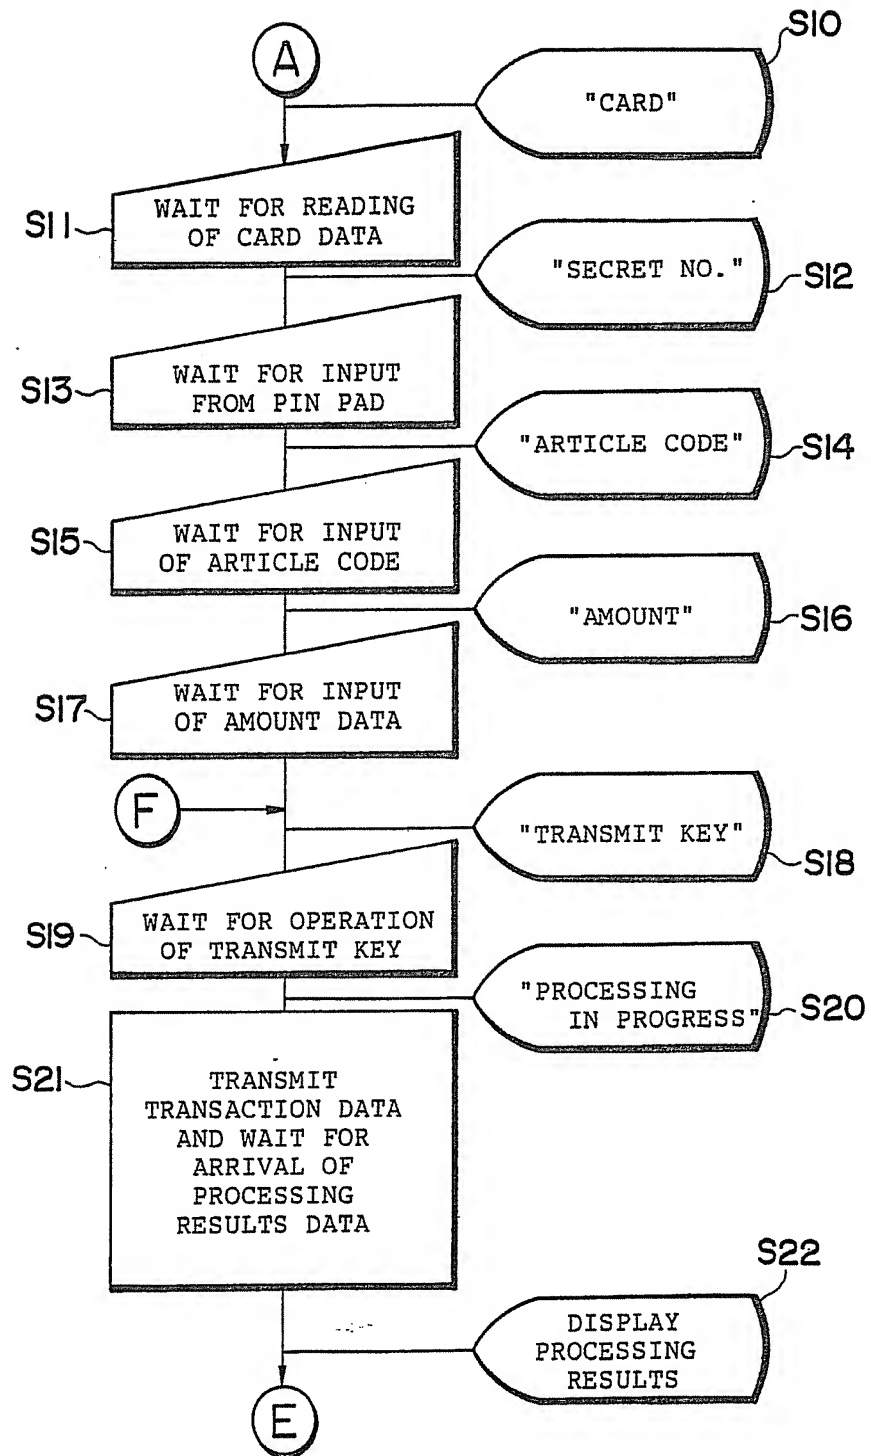 A
S10
"CARD"
S11
WAIT FOR READING
OF CARD DATA
"SECRET NO."
S12
S13
WAIT FOR INPUT
FROM PIN PAD
"ARTICLE CODE"
S14
S15
WAIT FOR INPUT
OF ARTICLE CODE
"AMOUNT"
S16
S17
WAIT FOR INPUT
OF AMOUNT DATA
F
"TRANSMIT KEY"
S18
S19
WAIT FOR OPERATION
OF TRANSMIT KEY
"PROCESSING
IN PROGRESS"
S20
S21
TRANSMIT
TRANSACTION DATA
AND WAIT FOR
ARRIVAL OF
PROCESSING
RESULTS DATA
S22
DISPLAY
PROCESSING
RESULTS
E